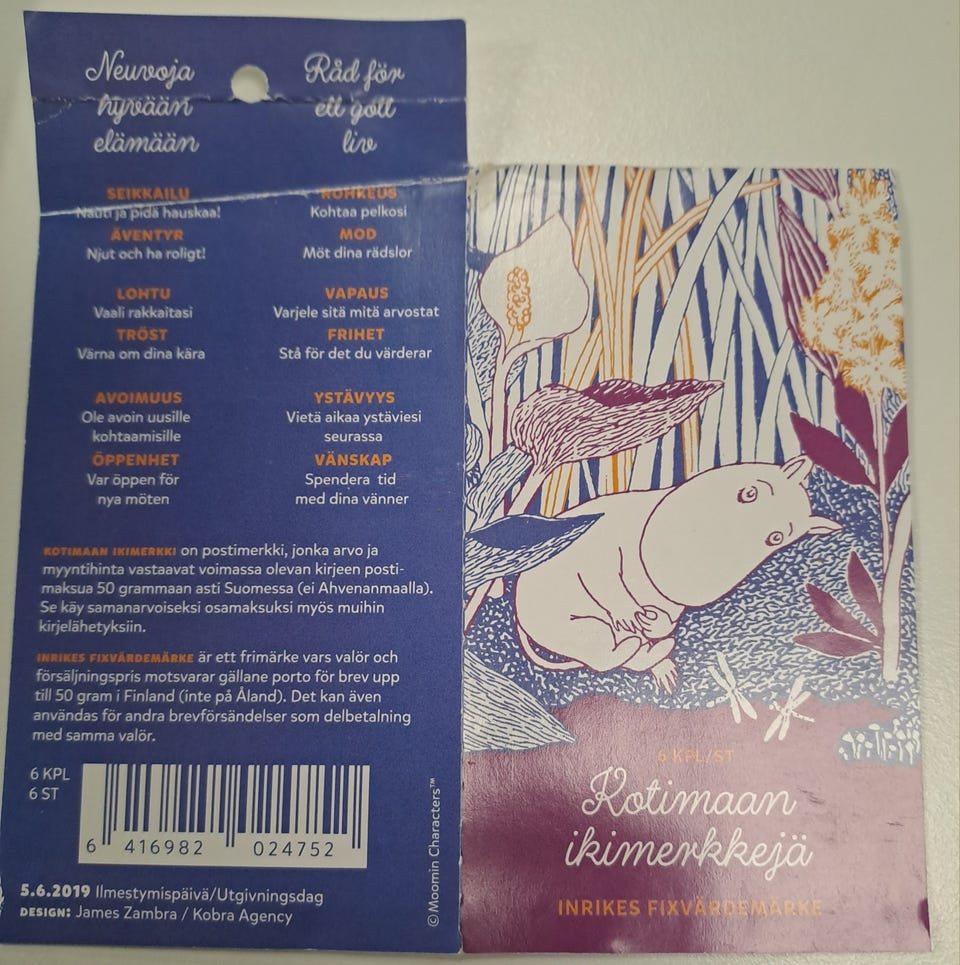 Neuvoja
hyvään
elämään
Råd för
ett gott
liv
SEIKKAILU
Nauti ja pidä hauskaa!
ÄVENTYR
Njut och ha roligt!
ROHKEUS
Kohtaa pelkosi
MOD
Möt dina rädslor
LOHTU
Vaali rakkaitasi
TRÖST
Värna om dina kära
VAPAUS
Varjele sitä mitä arvostat
FRIHET
Stå för det du värderar
AVOIMUUS
Ole avoin uusille
kohtaamisille
ÖPPENHET
Var öppen för
nya möten
YSTÄVYYS
Vietä aikaa ystäviesi
seurassa
VÄNSKAP
Spendera tid
med dina vänner
KOTIMAAN IKIMERKKI on postimerkki, jonka arvo ja
myyntihinta vastaavat voimassa olevan kirjeen posti-
maksua 50 grammaan asti Suomessa (ei Ahvenanmaalla).
Se käy samanarvoiseksi osamaksuksi myös muihin
kirjelähetyksiin.
INRIKES FIXVÄRDEMÄRKE är ett frimärke vars valör och
försäljningspris motsvarar gällane porto för brev upp
till 50 gram i Finland (inte på Åland). Det kan även
användas för andra brevförsändelser som delbetalning
med samma valör.
6 KPL
6 ST
6 416982 024752
5.6.2019 Ilmestymispäivä/Utgivningsdag
DESIGN: James Zambra / Kobra Agency
© Moomin Characters™
6 KPL/ST
Kotimaan
ikimerkkejä
INRIKES FIXVÄRDEMÄRKE